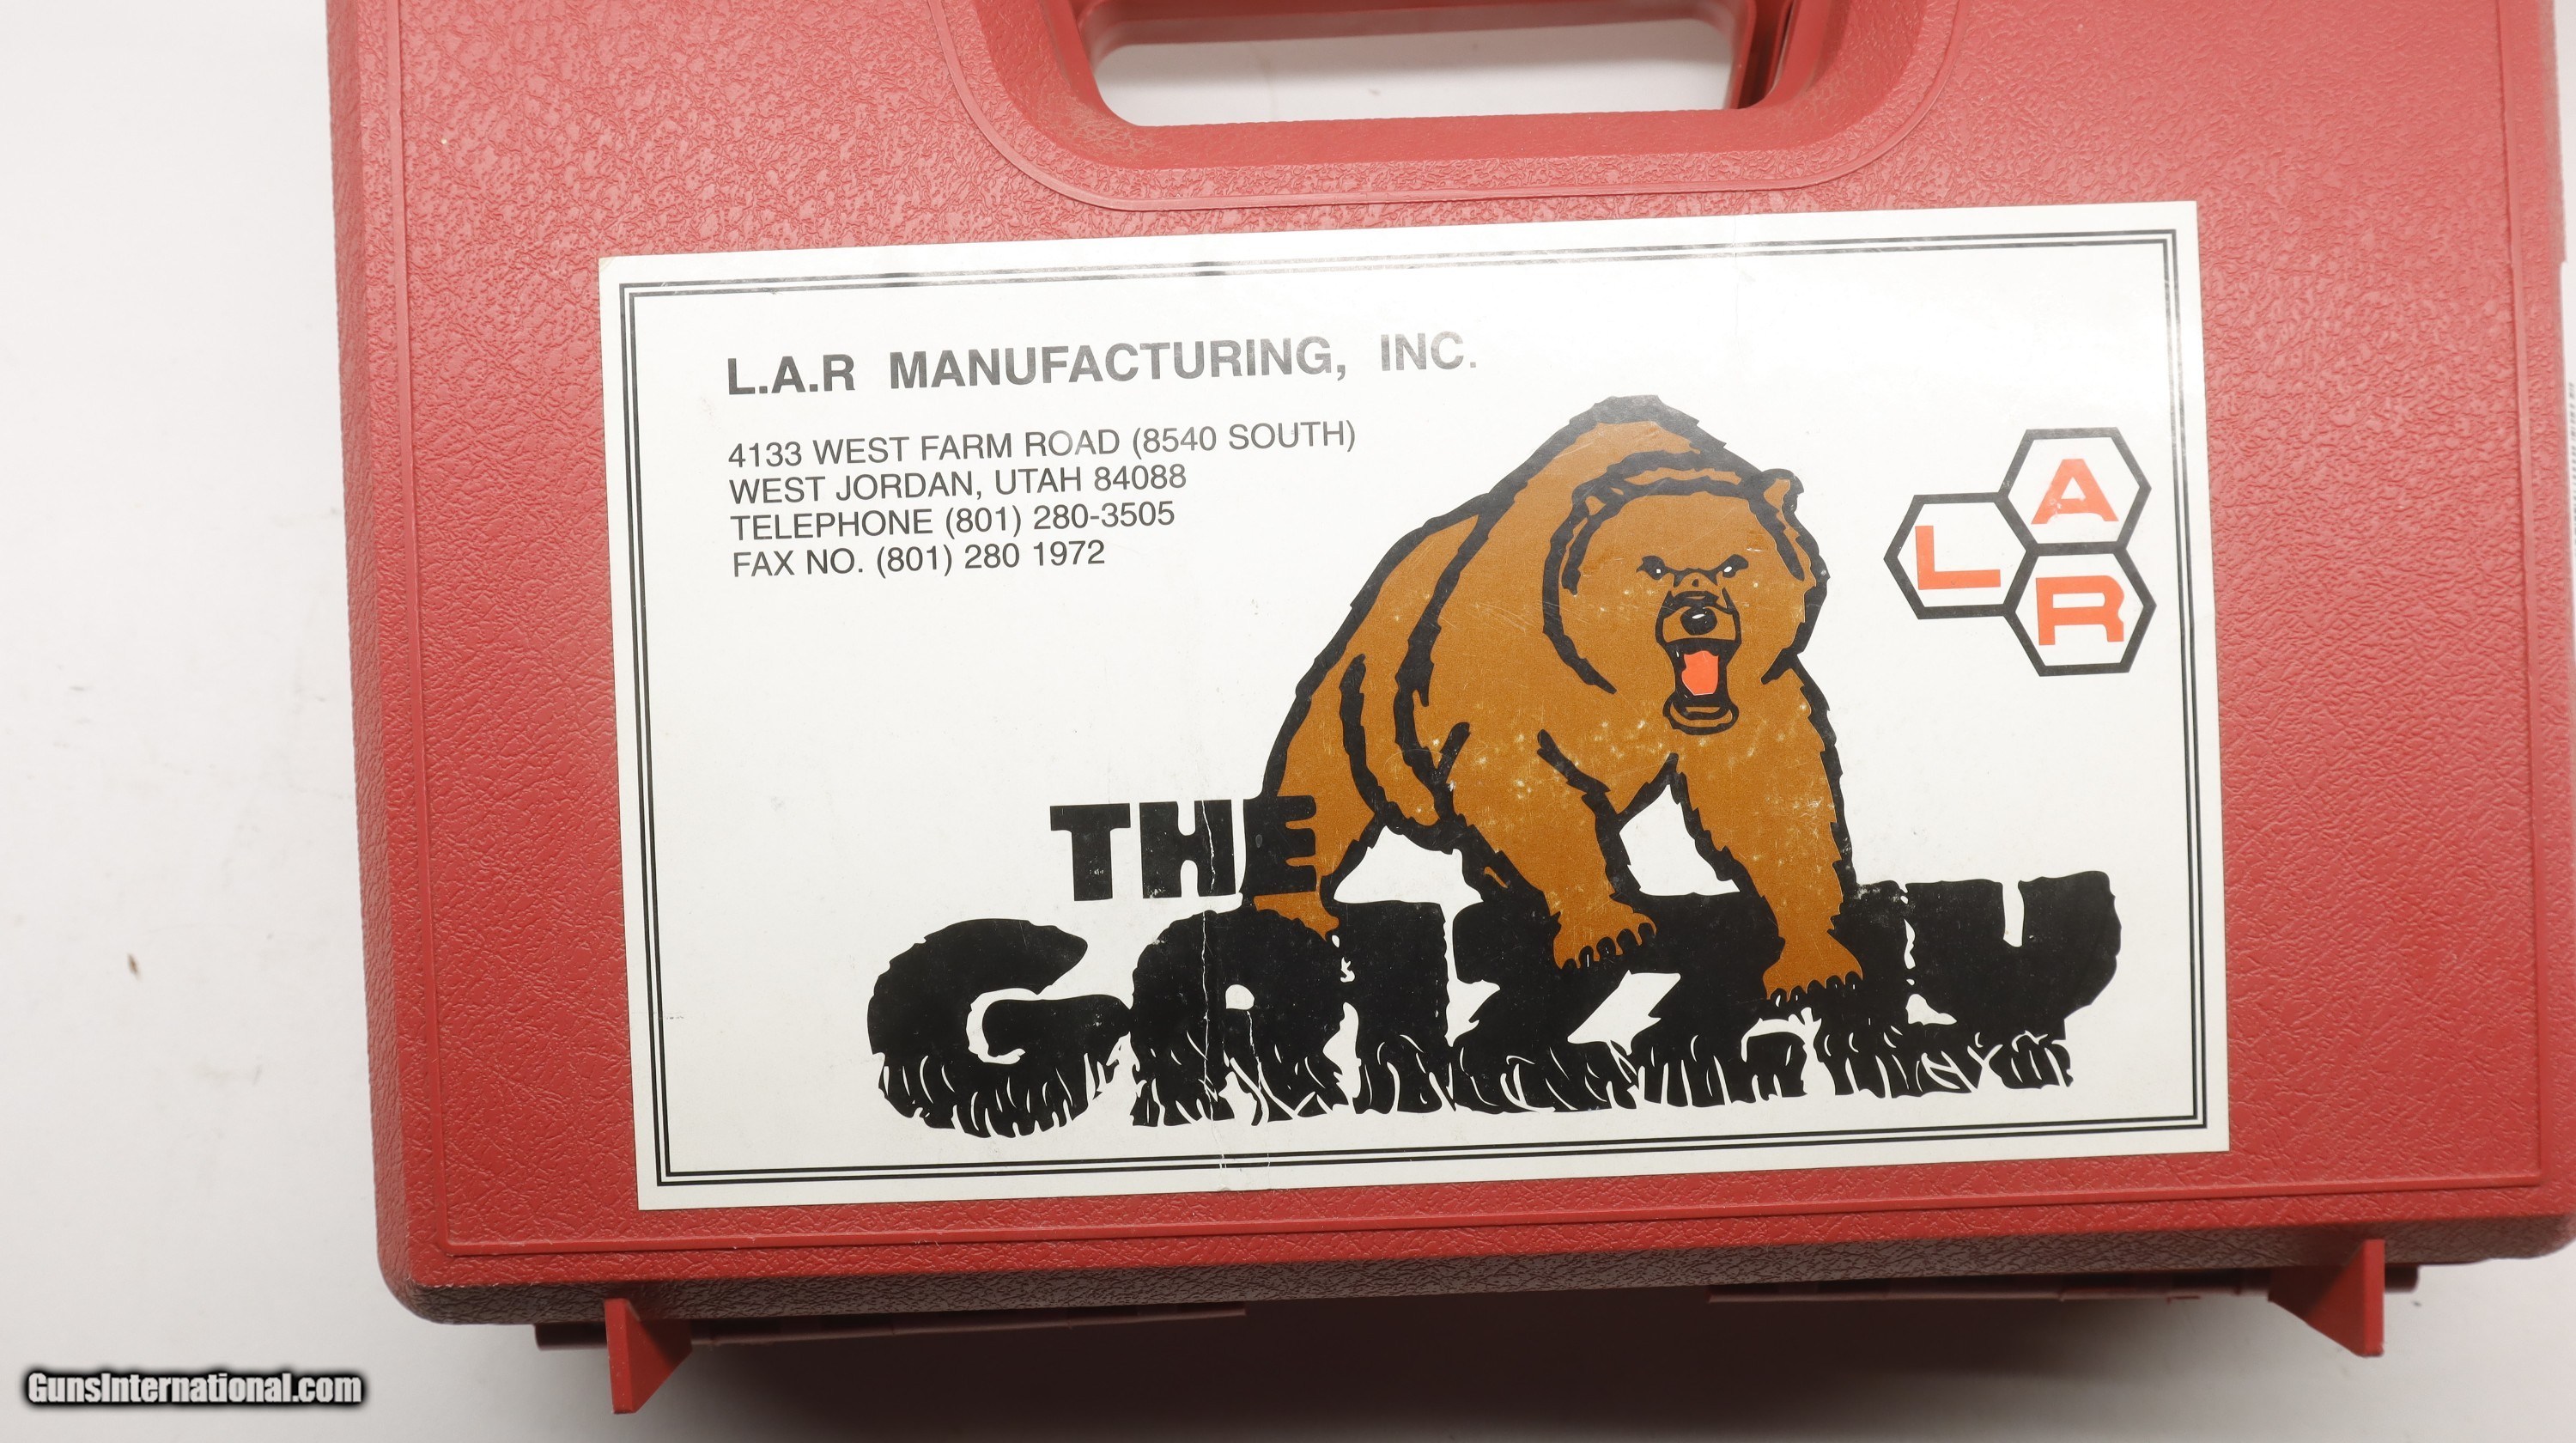 L.A.R MANUFACTURING, INC.
4133 WEST FARM ROAD (8540 SOUTH)
WEST JORDAN, UTAH 84088
TELEPHONE (801) 280-3505
FAX NO. (801) 280 1972
L A R
THE
GRIZZLY
GunsInternational.com